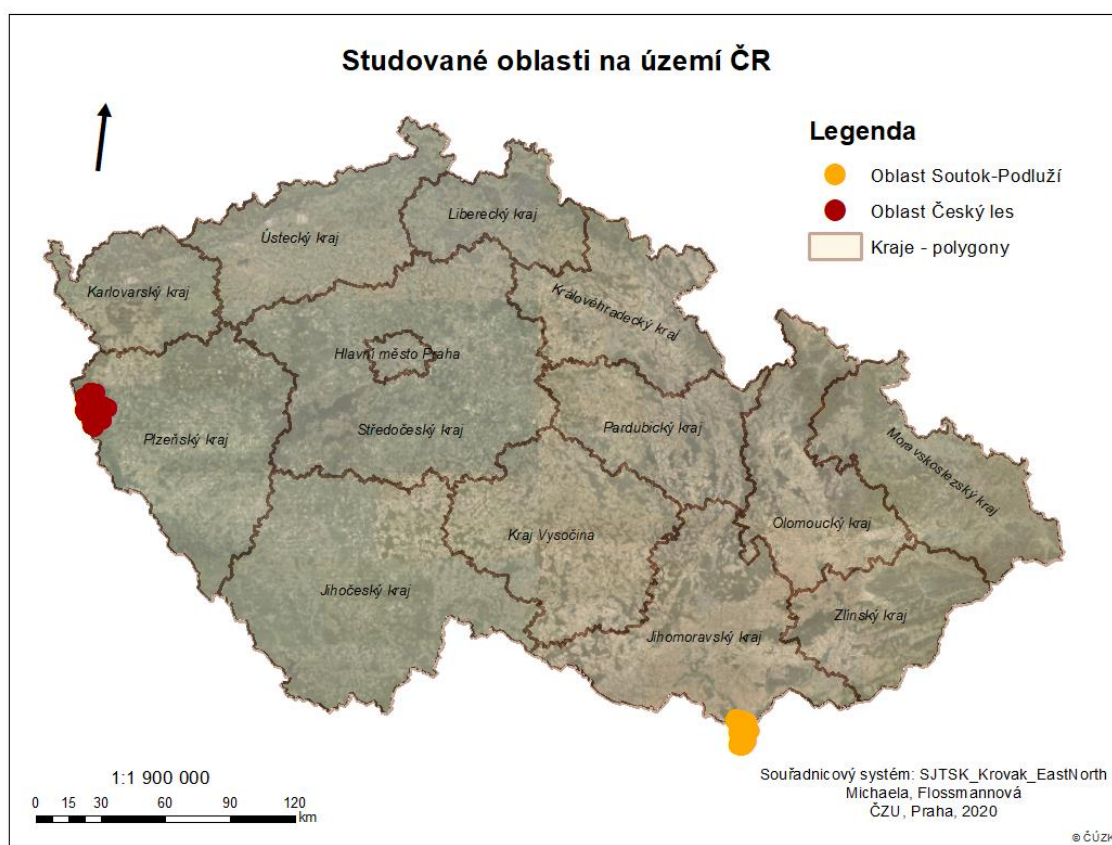 Studované oblasti na území ČR
Legenda
Oblast Soutok-Podluží
Oblast Český les
Kraje - polygony
Liberecký kraj
Ústecký kraj
Karlovarský kraj
Královéhradecký kraj
Hlavní město Praha
Středočeský kraj
Pardubický kraj
Plzeňský kraj
Moravskoslezský kraj
Olomoucký kraj
Kraj Vysočina
Jihočeský kraj
Zlínský kraj
Jihomoravský kraj
1:1 900 000
0 15 30 60 90 120
km
Souřadnicový systém: SJTSK_Krovak_EastNorth
Michaela, Flossmannová
ČZU, Praha, 2020
© ČÚZK